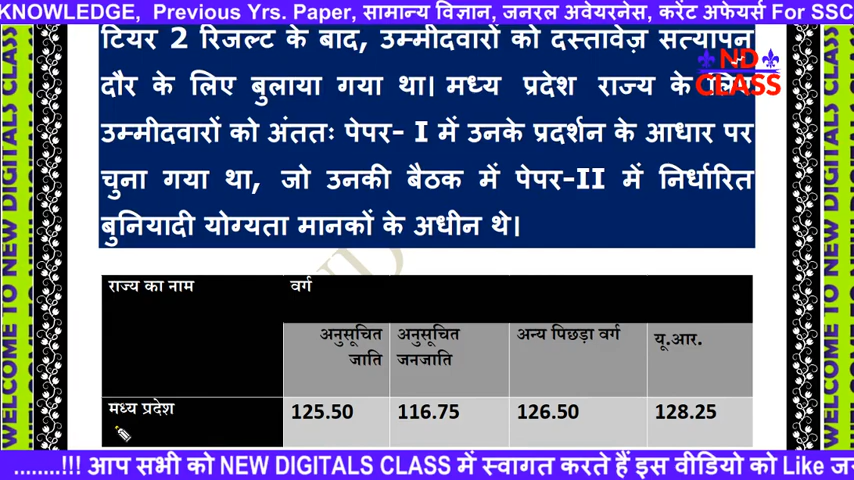 KNOWLEDGE, Previous Yrs. Paper, सामान्य विज्ञान, जनरल अवेयरनेस, करेंट अफेयर्स For SSC
टियर 2 रिजल्ट के बाद, उम्मीदवारों को दस्तावेज़ सत्यापन
दौर के लिए बुलाया गया था। मध्य प्रदेश राज्य के लिए
उम्मीदवारों को अंततः पेपर- I में उनके प्रदर्शन के आधार पर
चुना गया था, जो उनकी बैठक में पेपर-II में निर्धारित
बुनियादी योग्यता मानकों के अधीन थे।
ND
CLASS
राज्य का नाम वर्ग
अनुसूचित जाति अनुसूचित जनजाति अन्य पिछड़ा वर्ग यू.आर.
मध्य प्रदेश 125.50 116.75 126.50 128.25
WELCOME TO NEW DIGITALS CLASS
WELCOME TO NEW DIGITALS CLASS
........!!! आप सभी को NEW DIGITALS CLASS में स्वागत करते हैं इस वीडियो को Like